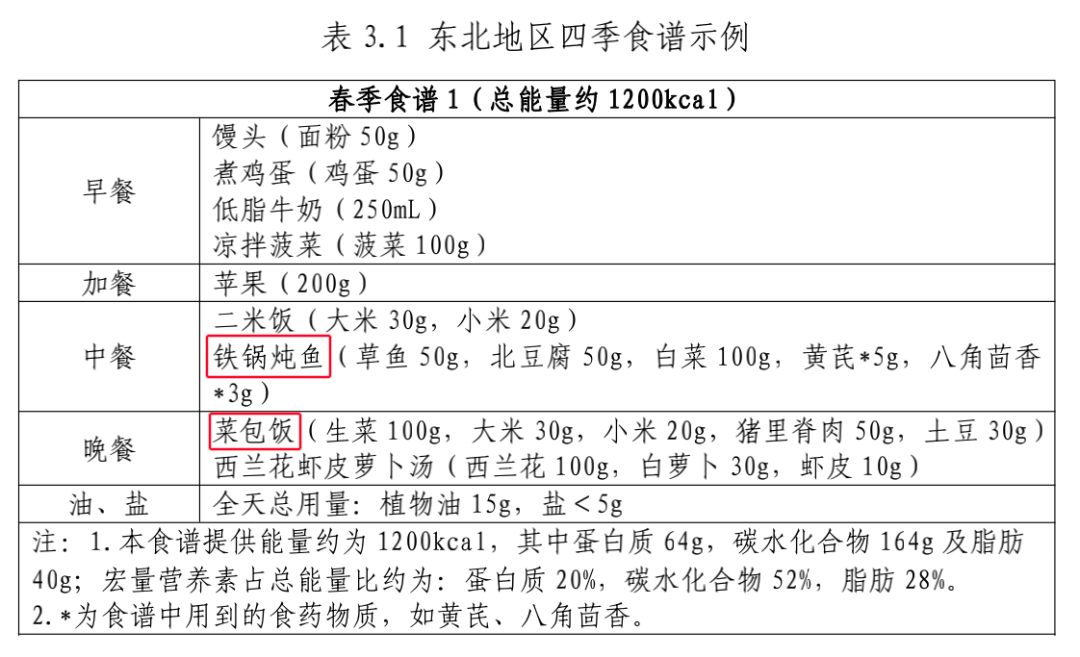 表 3.1 东北地区四季食谱示例
春季食谱 1（总能量约 1200kcal）
早餐
馒头（面粉 50g）
煮鸡蛋（鸡蛋 50g）
低脂牛奶（250mL）
凉拌菠菜（菠菜 100g）
加餐
苹果（200g）
中餐
二米饭（大米 30g，小米 20g）
铁锅炖鱼（草鱼 50g，北豆腐 50g，白菜 100g，黄芪*5g，八角茴香
*3g）
晚餐
菜包饭（生菜 100g，大米 30g，小米 20g，猪里脊肉 50g，土豆 30g）
西兰花虾皮萝卜汤（西兰花 100g，白萝卜 30g，虾皮 10g）
油、盐
全天总用量：植物油 15g，盐＜5g
注：1.本食谱提供能量约为 1200kcal，其中蛋白质 64g，碳水化合物 164g 及脂肪
40g；宏量营养素占总能量比约为：蛋白质 20%，碳水化合物 52%，脂肪 28%。
2.*为食谱中用到的食药物质，如黄芪、八角茴香。